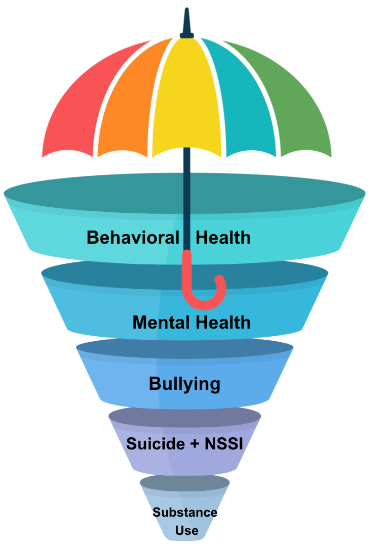 Behavioral Health
Mental Health
Bullying
Suicide + NSSI
Substance
Use